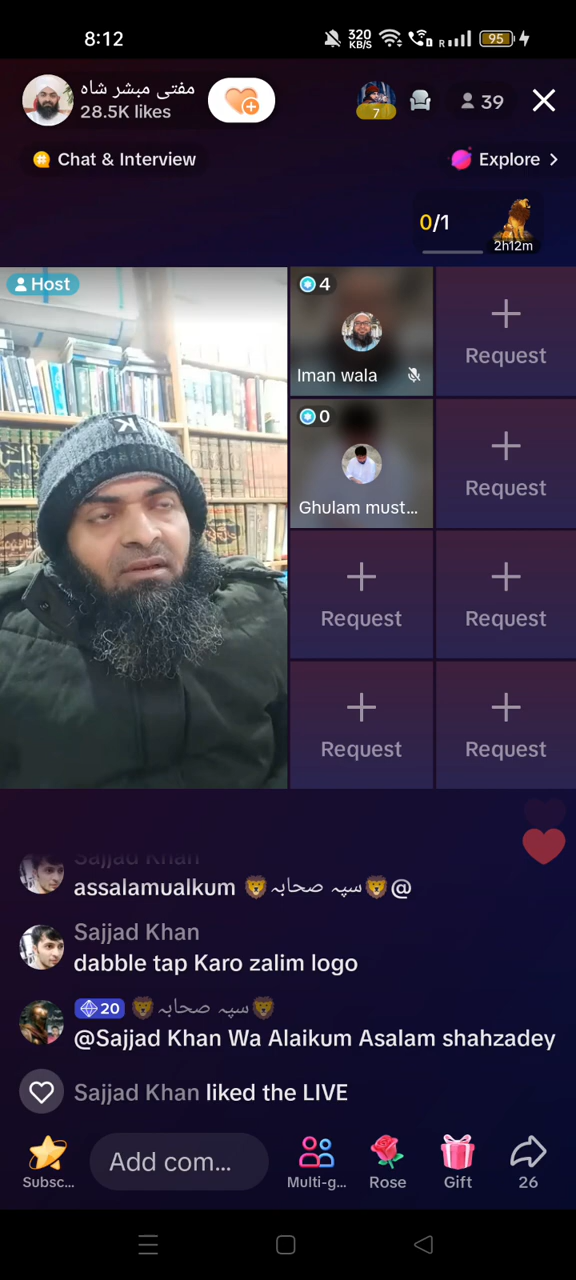 8:12
320
KB/S
R
95
مفتی مبشر شاہ
28.5K likes
7
39
Chat & Interview
Explore
0/1
2h12m
Host
4
Iman wala
Request
0
Ghulam must...
Request
Request
Request
Request
Request
K
Sajjad Khan
assalamualkum 🦁سپہ صحابہ🦁@
Sajjad Khan
dabble tap Karo zalim logo
20 🦁سپہ صحابہ🦁
@Sajjad Khan Wa Alaikum Asalam shahzadey
Sajjad Khan liked the LIVE
Subsc...
Add com...
Multi-g...
Rose
Gift
26